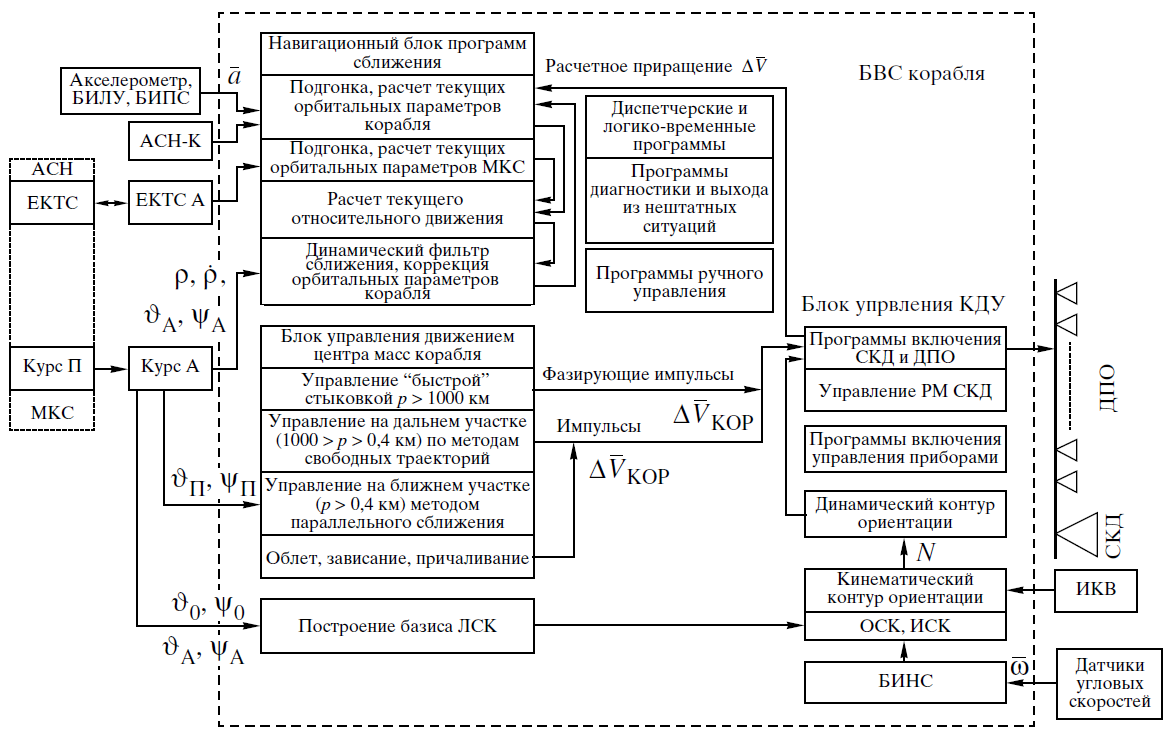 Навигационный блок программ
сближения
Подгонка, расчет текущих
орбитальных параметров
корабля
Подгонка, расчет текущих
орбитальных параметров МКС
Расчет текущего
относительного движения
Динамический фильтр
сближения, коррекция
орбитальных параметров
корабля
Акселерометр,
БИЛУ, БИПС
a̅
АСН-К
АСН
ЕКТС
ЕКТС А
ρ, ρ̇,
ϑА, ψА
Курс П
Курс А
МКС
Расчетное приращение ΔV̅
БВС корабля
Диспетчерские и
логико-временные
программы
Программы
диагностики и выхода
из нештатных
ситуаций
Программы ручного
управления
Блок управления движением
центра масс корабля
Управление “быстрой”
стыковкой p > 1000 км
Управление на дальнем участке
(1000 > p > 0,4 км) по методам
свободных траекторий
Управление на ближнем участке
(p > 0,4 км) методом
параллельного сближения
Облет, зависание, причаливание
Фазирующие импульсы
ΔV̅КОР
Импульсы
ΔV̅КОР
ϑП, ψП
ϑ0, ψ0
ϑА, ψА
Построение базиса ЛСК
Блок упрвления КДУ
Программы включения
СКД и ДПО
Управление РМ СКД
Программы включения
управления приборами
Динамический контур
ориентации
N
Кинематический
контур ориентации
ОСК, ИСК
БИНС
ω̅
ДПО
СКД
ИКВ
Датчики
угловых
скоростей